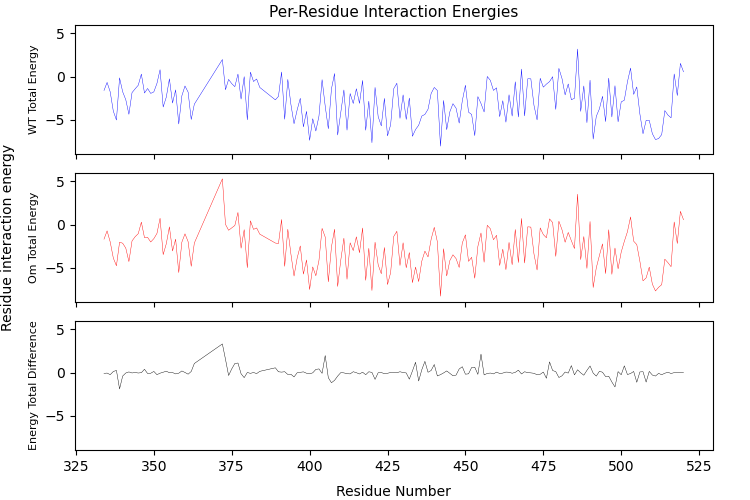 Per-Residue Interaction Energies
Residue interaction energy
WT Total Energy
5
0
−5
Om Total Energy
5
0
−5
Energy Total Difference
5
0
−5
325 350 375 400 425 450 475 500 525
Residue Number